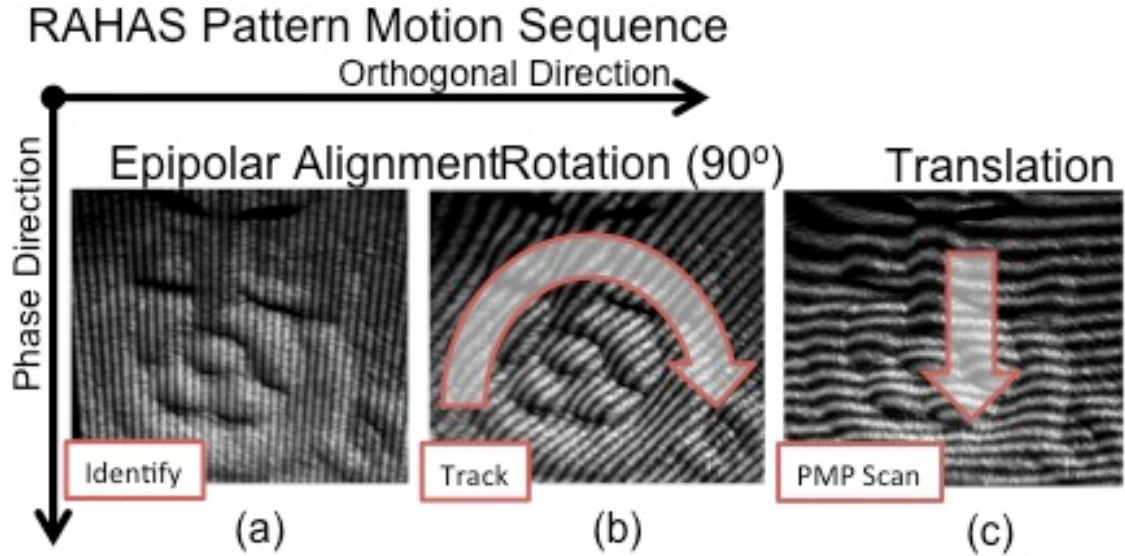 RAHAS Pattern Motion Sequence
Orthogonal Direction
Phase Direction
Epipolar Alignment
Rotation (90º)
Translation
Identify
Track
PMP Scan
(a)
(b)
(c)